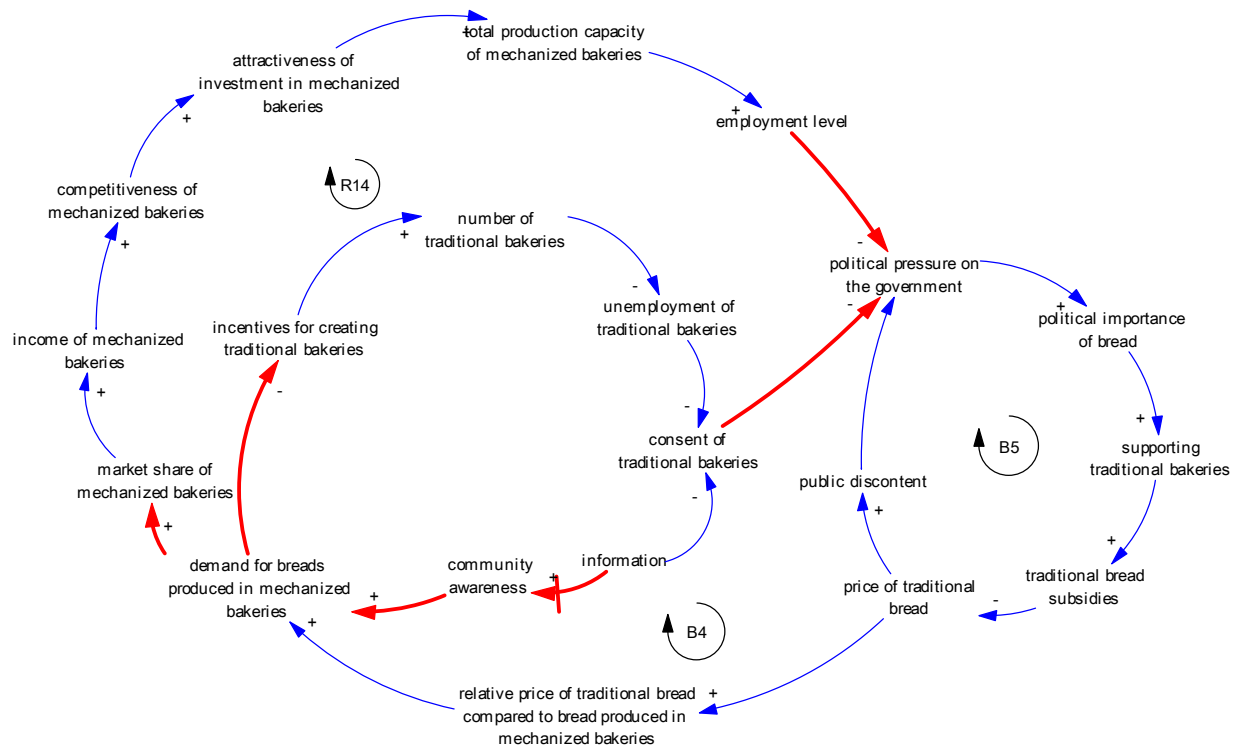 total production capacity
of mechanized bakeries
+
attractiveness of
investment in mechanized
bakeries
+
employment level
+
competitiveness of
mechanized bakeries
+
R14
number of
traditional bakeries
+
political pressure on
the government
-
-
unemployment of
traditional bakeries
-
political importance
of bread
+
income of mechanized
bakeries
+
incentives for creating
traditional bakeries
-
consent of
traditional bakeries
-
-
B5
supporting
traditional bakeries
+
market share of
mechanized bakeries
+
public discontent
+
demand for breads
produced in mechanized
bakeries
+
+
community
awareness
+
information
price of traditional
bread
-
traditional bread
subsidies
+
B4
relative price of traditional bread
compared to bread produced in
mechanized bakeries
+